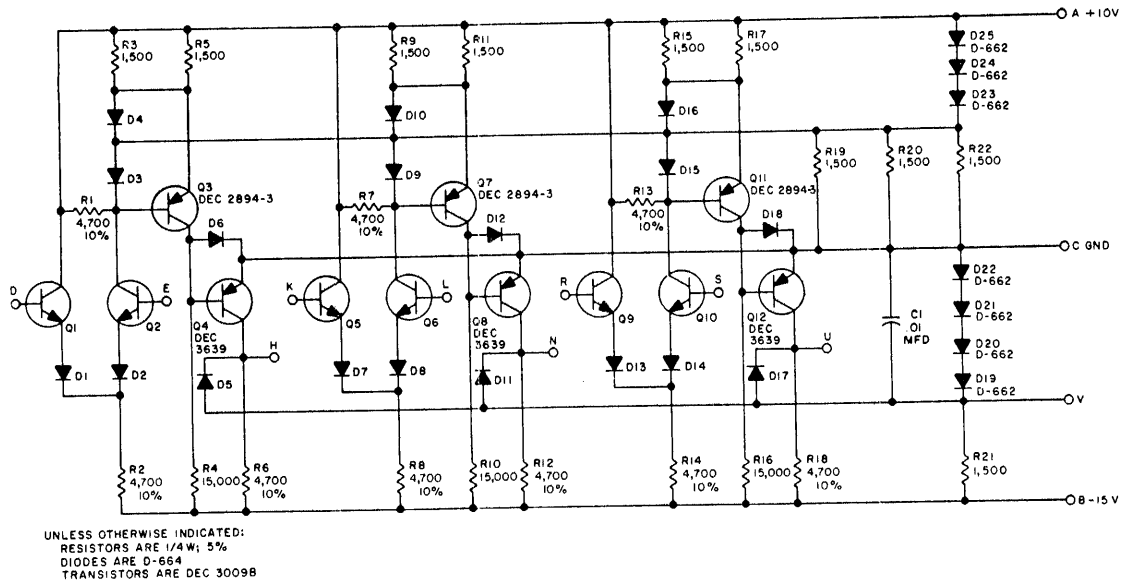 A +10V
R3
1,500
R5
1,500
R9
1,500
R11
1,500
R15
1,500
R17
1,500
D25
D-662
D24
D-662
D23
D-662
D4
D10
D16
R19
1,500
R20
1,500
R22
1,500
D3
D9
D15
Q3
DEC 2894-3
Q7
DEC 2894-3
Q11
DEC 2894-3
R1
4,700
10%
R7
4,700
10%
R13
4,700
10%
D6
D12
D18
C GND
D
E
K
L
R
S
Q1
Q2
Q4
DEC
3639
Q5
Q6
Q8
DEC
3639
Q9
Q10
Q12
DEC
3639
C1
.01
MFD
D22
D-662
D21
D-662
D20
D-662
D19
D-662
H
N
U
D1
D2
D5
D7
D8
D11
D13
D14
D17
V
R2
4,700
10%
R4
15,000
R6
4,700
10%
R8
4,700
10%
R10
15,000
R12
4,700
10%
R14
4,700
10%
R16
15,000
R18
4,700
10%
R21
1,500
B-15V
UNLESS OTHERWISE INDICATED:
RESISTORS ARE 1/4W; 5%
DIODES ARE D-664
TRANSISTORS ARE DEC 3009B